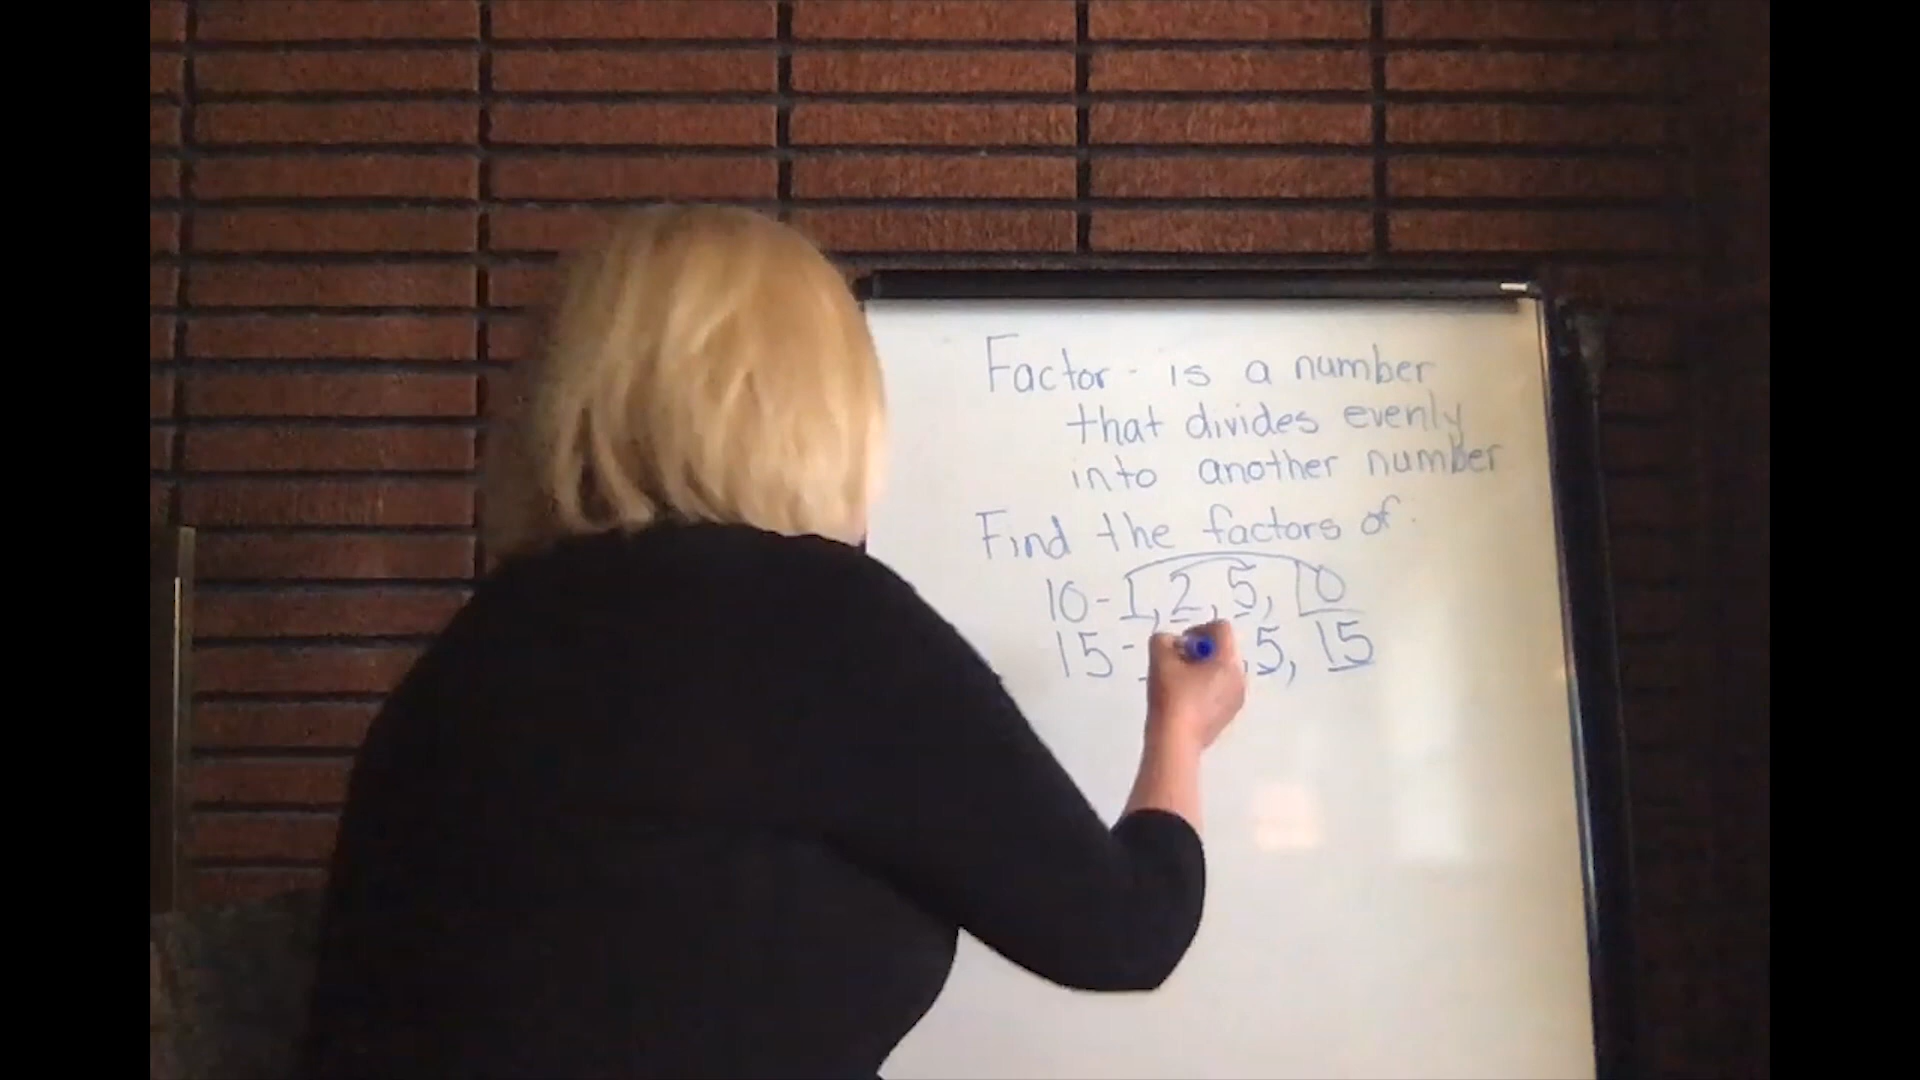 Factor - is a number
that divides evenly
into another number
Find the factors of:
10 - 1, 2, 5, 10
15 - , 5, 15